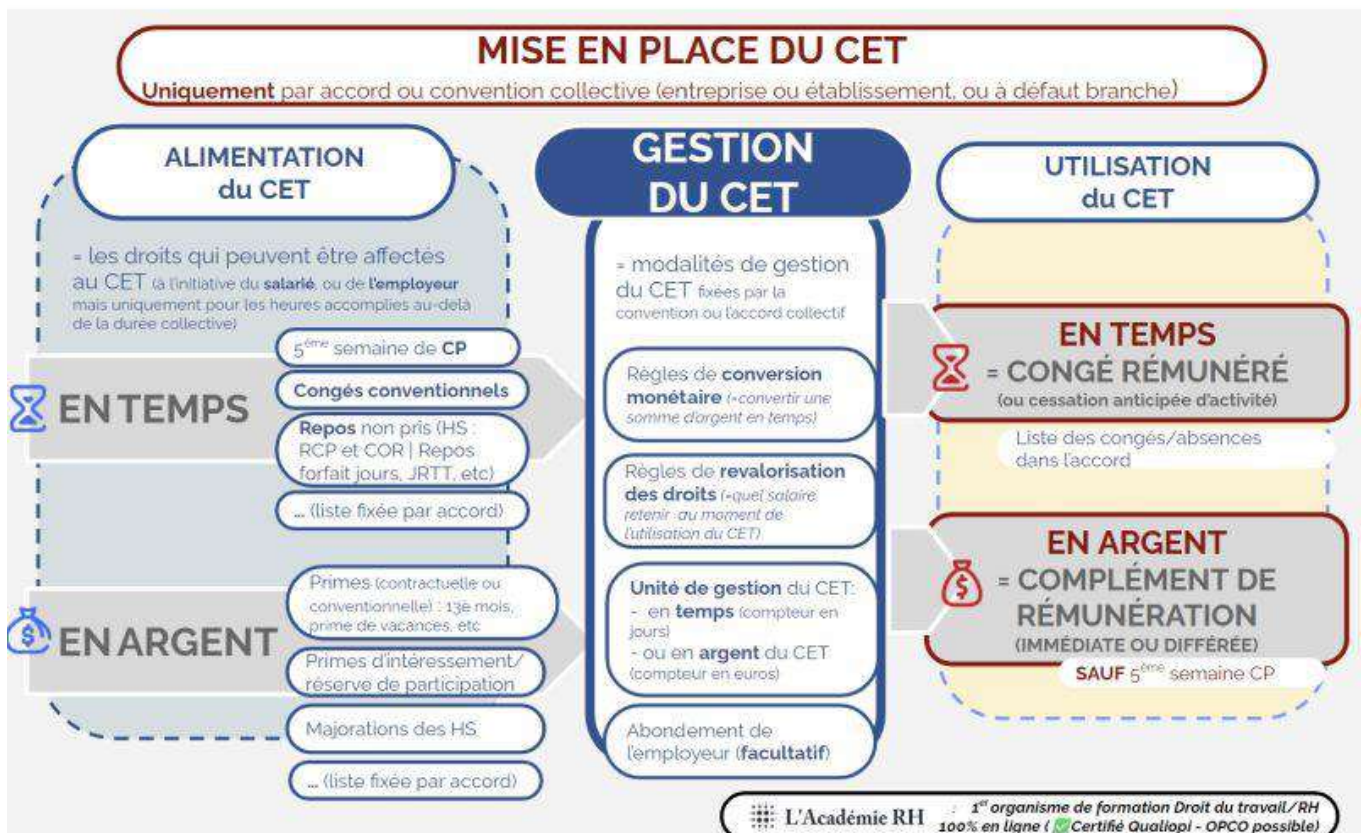 MISE EN PLACE DU CET
Uniquement par accord ou convention collective (entreprise ou établissement, ou à défaut branche)
ALIMENTATION
du CET
= les droits qui peuvent être affectés
au CET (à l'initiative du salarié, ou de l'employeur
mais uniquement pour les heures accomplies au-delà
de la durée collective)
EN TEMPS
5ème semaine de CP
Congés conventionnels
Repos non pris (HS :
RCP et COR | Repos
forfait jours, JRTT, etc)
... (liste fixée par accord)
EN ARGENT
Primes (contractuelle ou
conventionnelle) : 13è mois,
prime de vacances, etc
Primes d'intéressement/
réserve de participation
Majorations des HS
... (liste fixée par accord)
GESTION
DU CET
= modalités de gestion
du CET fixées par la
convention ou l'accord collectif
Règles de conversion
monétaire (=convertir une
somme d'argent en temps)
Règles de revalorisation
des droits (=quel salaire
retenir au moment de
l'utilisation du CET)
Unité de gestion du CET:
- en temps (compteur en
jours)
- ou en argent du CET
(compteur en euros)
Abondement de
l'employeur (facultatif)
UTILISATION
du CET
EN TEMPS
= CONGÉ RÉMUNÉRÉ
(ou cessation anticipée d'activité)
Liste des congés/absences
dans l'accord
EN ARGENT
= COMPLÉMENT DE
RÉMUNÉRATION
(IMMÉDIATE OU DIFFÉRÉE)
SAUF 5ème semaine CP
L'Académie RH : 1er organisme de formation Droit du travail/RH
100% en ligne ( ✅Certifié Qualiopi - OPCO possible)